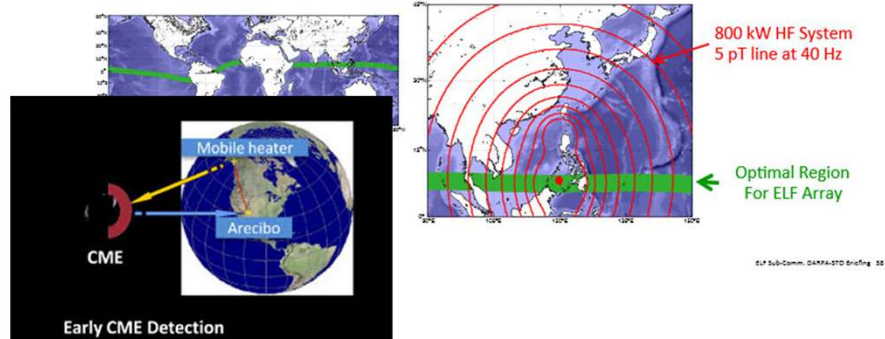 800 kW HF System
5 pT line at 40 Hz
Mobile heater
Arecibo
CME
Early CME Detection
Optimal Region
For ELF Array
ELF Sub-Comm. DARPA-STO Briefing